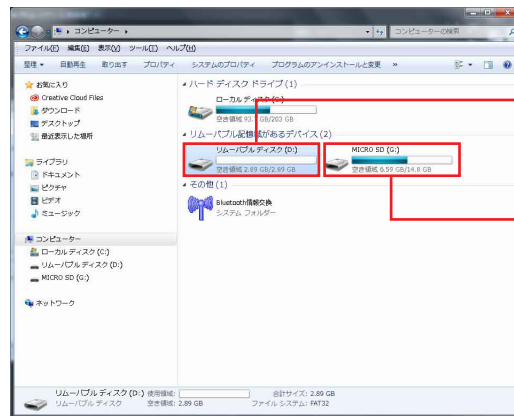 コンピューター
コンピューターの検索
ファイル(F) 編集(E) 表示(V) ツール(T) ヘルプ(H)
整理 自動再生 取り出す プロパティ システムのプロパティ プログラムのアンインストールと変更 »
お気に入り
Creative Cloud Files
ダウンロード
デスクトップ
最近表示した場所
ライブラリ
ドキュメント
ピクチャ
ビデオ
ミュージック
コンピューター
ローカル ディスク (C:)
リムーバブル ディスク (D:)
MICRO SD (G:)
ネットワーク
ハード ディスク ドライブ (1)
ローカル ディスク (C:)
空き領域 93. GB/203 GB
リムーバブル記憶域があるデバイス (2)
リムーバブル ディスク (D:)
空き領域 2.89 GB/2.89 GB
MICRO SD (G:)
空き領域 6.59 GB/14.8 GB
その他 (1)
Bluetooth情報交換
システム フォルダー
リムーバブル ディスク (D:) 使用領域: 合計サイズ: 2.89 GB
リムーバブル ディスク 空き領域: 2.89 GB ファイル システム: FAT32